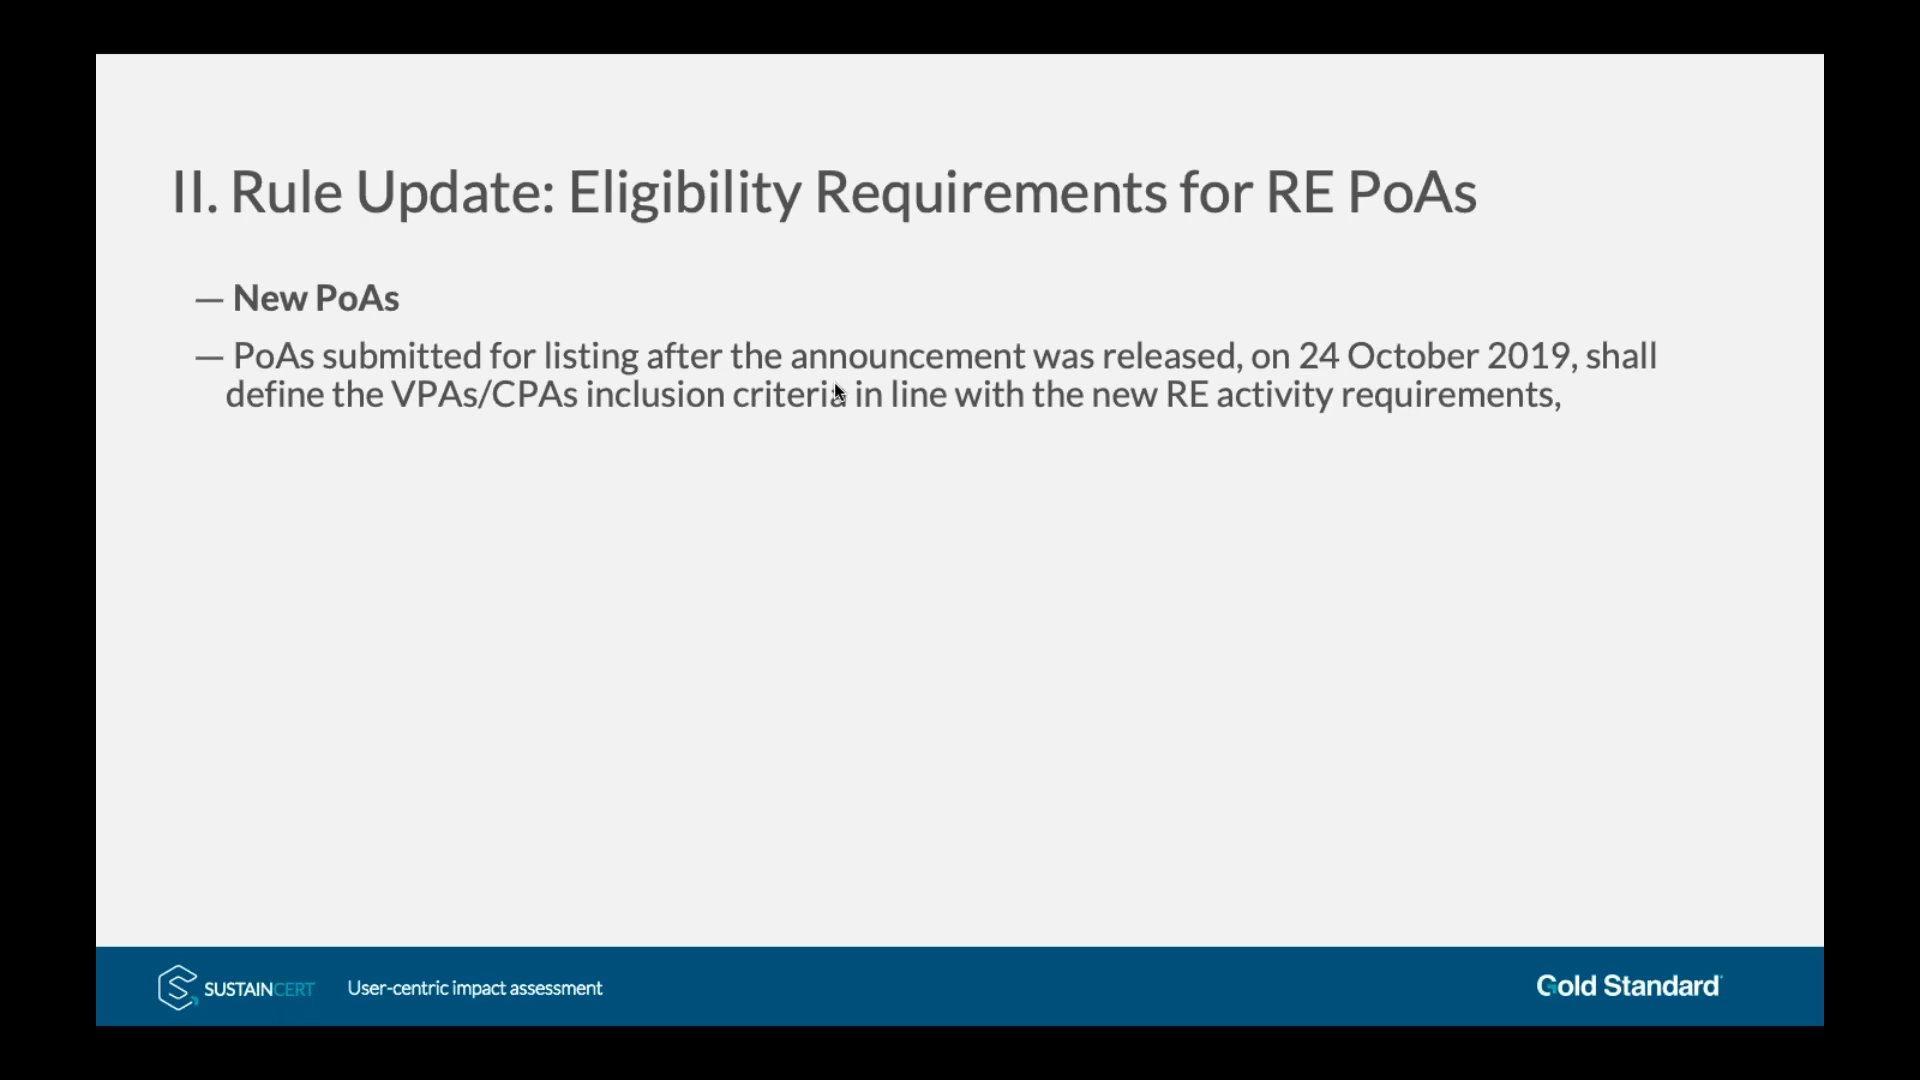 II. Rule Update: Eligibility Requirements for RE PoAs
— New PoAs
— PoAs submitted for listing after the announcement was released, on 24 October 2019, shall
define the VPAs/CPAs inclusion criteria in line with the new RE activity requirements,
SUSTAINCERT User-centric impact assessment Gold Standard